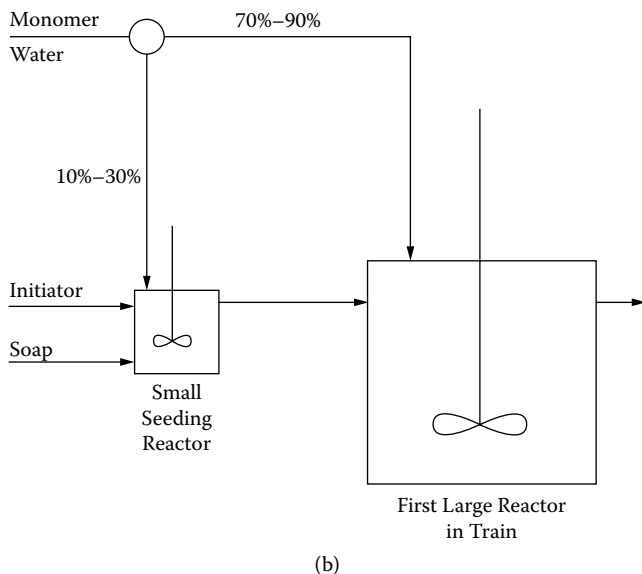 Monomer
Water
70%–90%
10%–30%
Initiator
Soap
Small
Seeding
Reactor
First Large Reactor
in Train
(b)